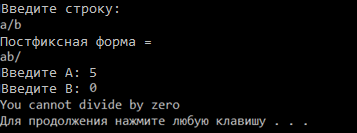 Введите строку:
a/b
Постфиксная форма =
ab/
Введите A: 5
Введите B: 0
You cannot divide by zero
Для продолжения нажмите любую клавишу . . .